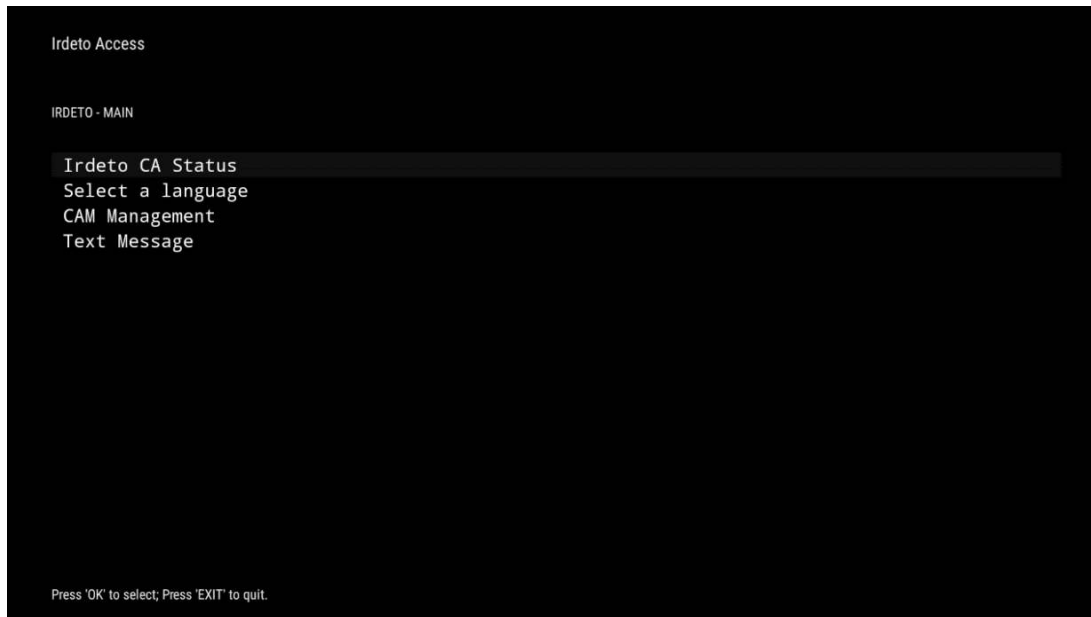 Irdeto Access
IRDETO - MAIN
Irdeto CA Status
Select a language
CAM Management
Text Message
Press 'OK' to select; Press 'EXIT' to quit.